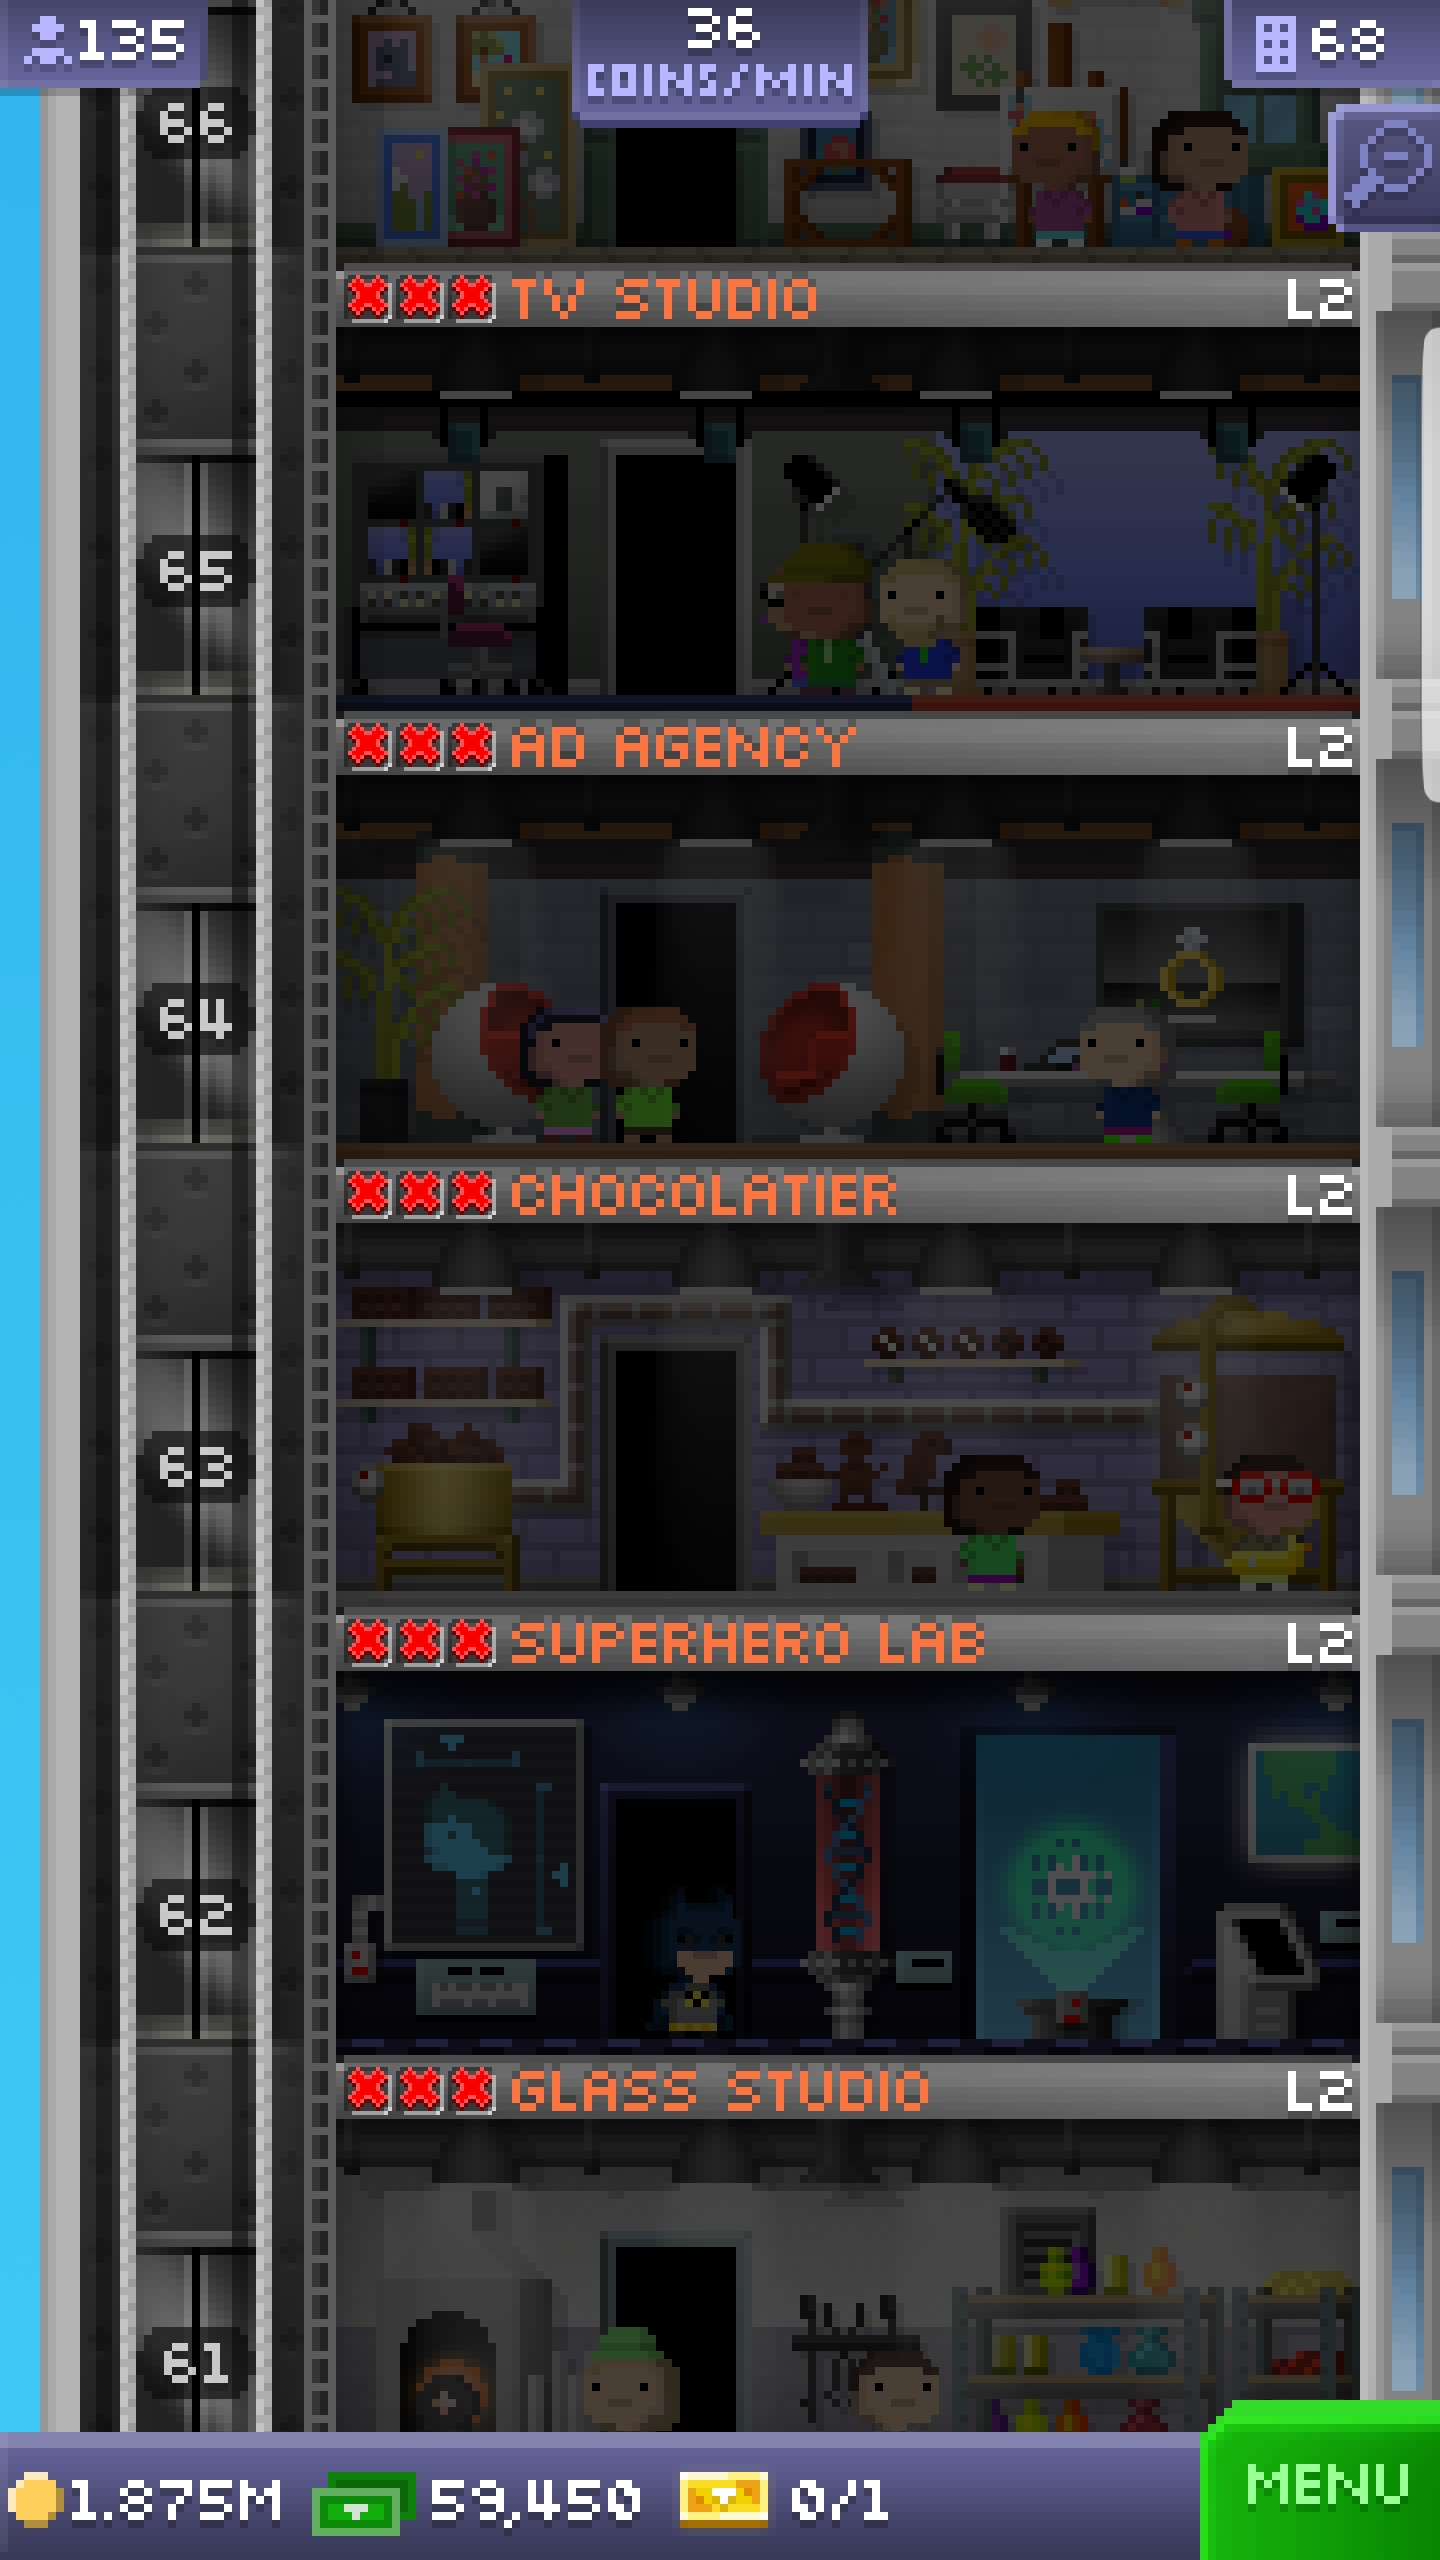 135
36
COINS/MIN
68
66
TV STUDIO L2
65
AD AGENCY L2
64
CHOCOLATIER L2
63
SUPERHERO LAB L2
62
GLASS STUDIO L2
61
1.875M 59,450 0/1 MENU